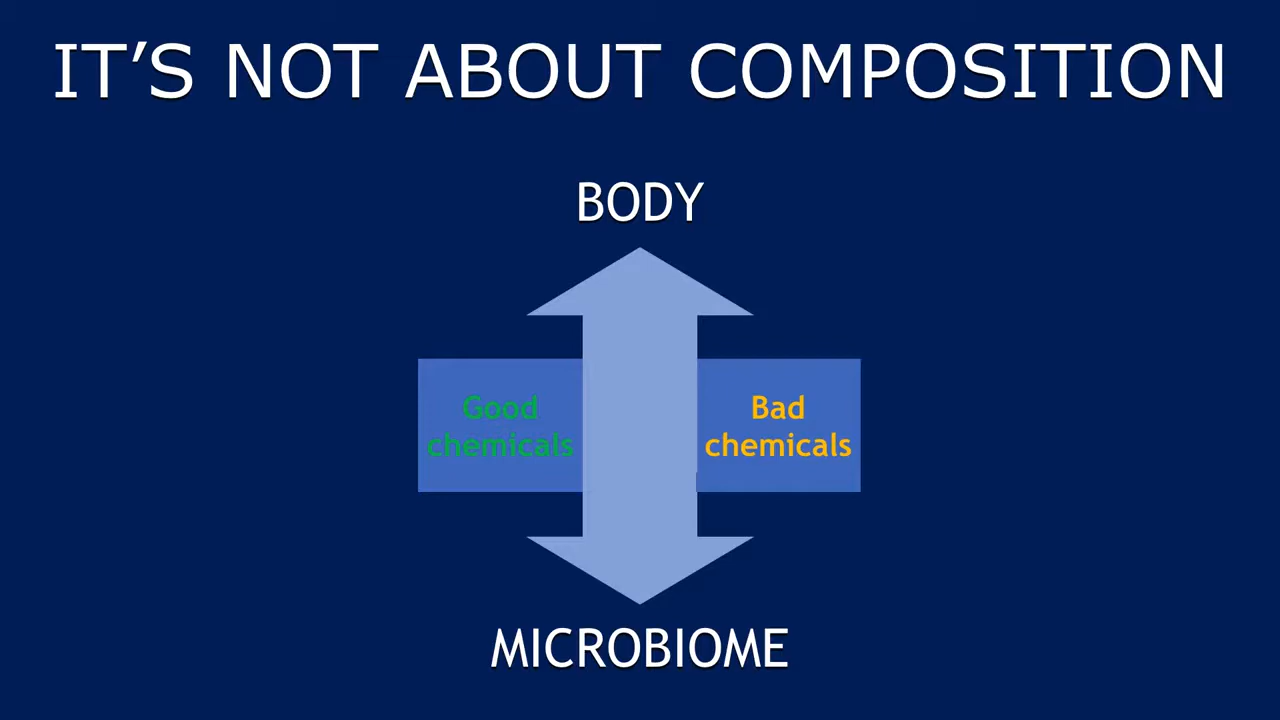 IT’S NOT ABOUT COMPOSITION
BODY
Good
chemicals
Bad
chemicals
MICROBIOME